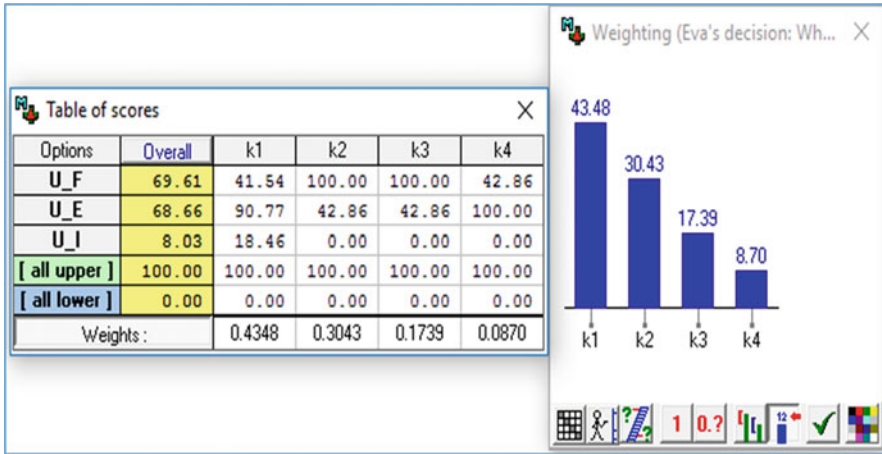 Table of scores
Options Overall k1 k2 k3 k4
U_F 69.61 41.54 100.00 100.00 42.86
U_E 68.66 90.77 42.86 42.86 100.00
U_I 8.03 18.46 0.00 0.00 0.00
[ all upper ] 100.00 100.00 100.00 100.00 100.00
[ all lower ] 0.00 0.00 0.00 0.00 0.00
Weights : 0.4348 0.3043 0.1739 0.0870
Weighting (Eva's decision: Wh...
43.48
30.43
17.39
8.70
k1 k2 k3 k4
1 0.? 12